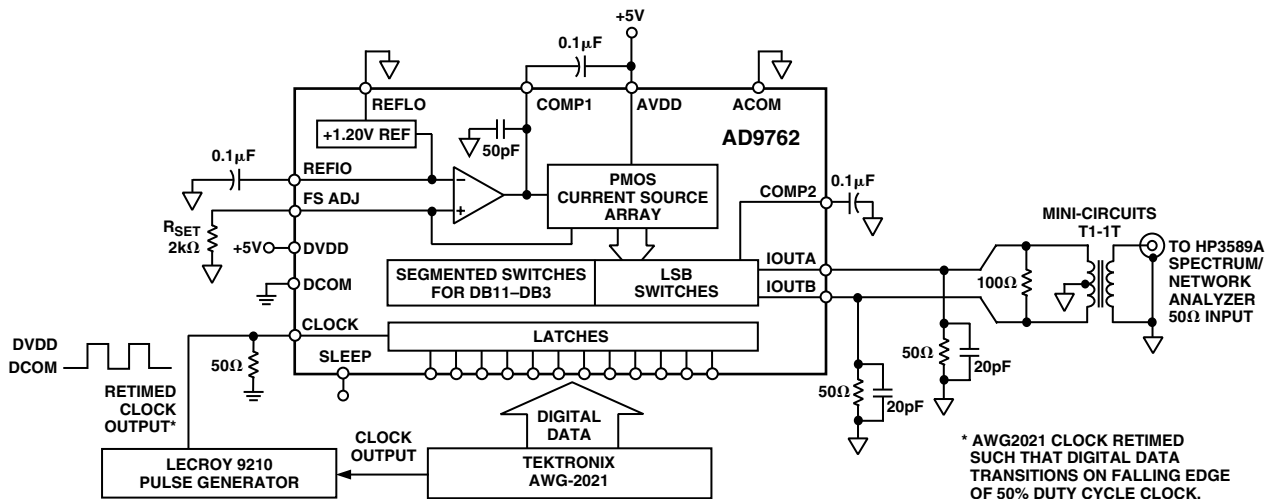 +5V
0.1µF
REFLO
COMP1
AVDD
ACOM
+1.20V REF
50pF
AD9762
0.1µF
REFIO
FS ADJ
PMOS
CURRENT SOURCE
ARRAY
COMP2
0.1µF
RSET
2kΩ
+5V
DVDD
DCOM
SEGMENTED SWITCHES
FOR DB11–DB3
LSB
SWITCHES
IOUTA
IOUTB
MINI-CIRCUITS
T1-1T
100Ω
TO HP3589A
SPECTRUM/
NETWORK
ANALYZER
50Ω INPUT
CLOCK
LATCHES
DVDD
DCOM
50Ω
SLEEP
50Ω
20pF
50Ω
20pF
RETIMED
CLOCK
OUTPUT*
DIGITAL
DATA
CLOCK
OUTPUT
LECROY 9210
PULSE GENERATOR
TEKTRONIX
AWG-2021
* AWG2021 CLOCK RETIMED
SUCH THAT DIGITAL DATA
TRANSITIONS ON FALLING EDGE
OF 50% DUTY CYCLE CLOCK.